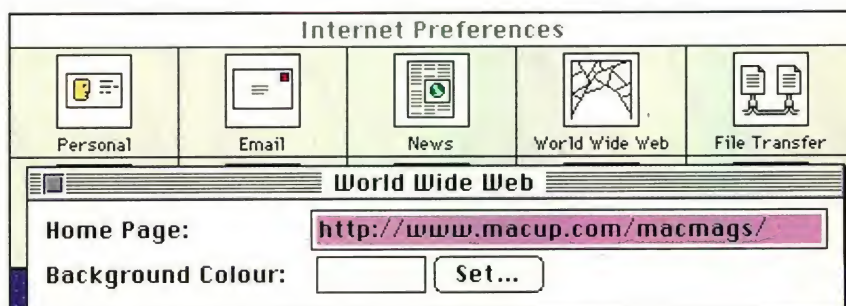 Internet Preferences
Personal Email News World Wide Web File Transfer
World Wide Web
Home Page: http://www.macup.com/macmags/
Background Colour: Set...